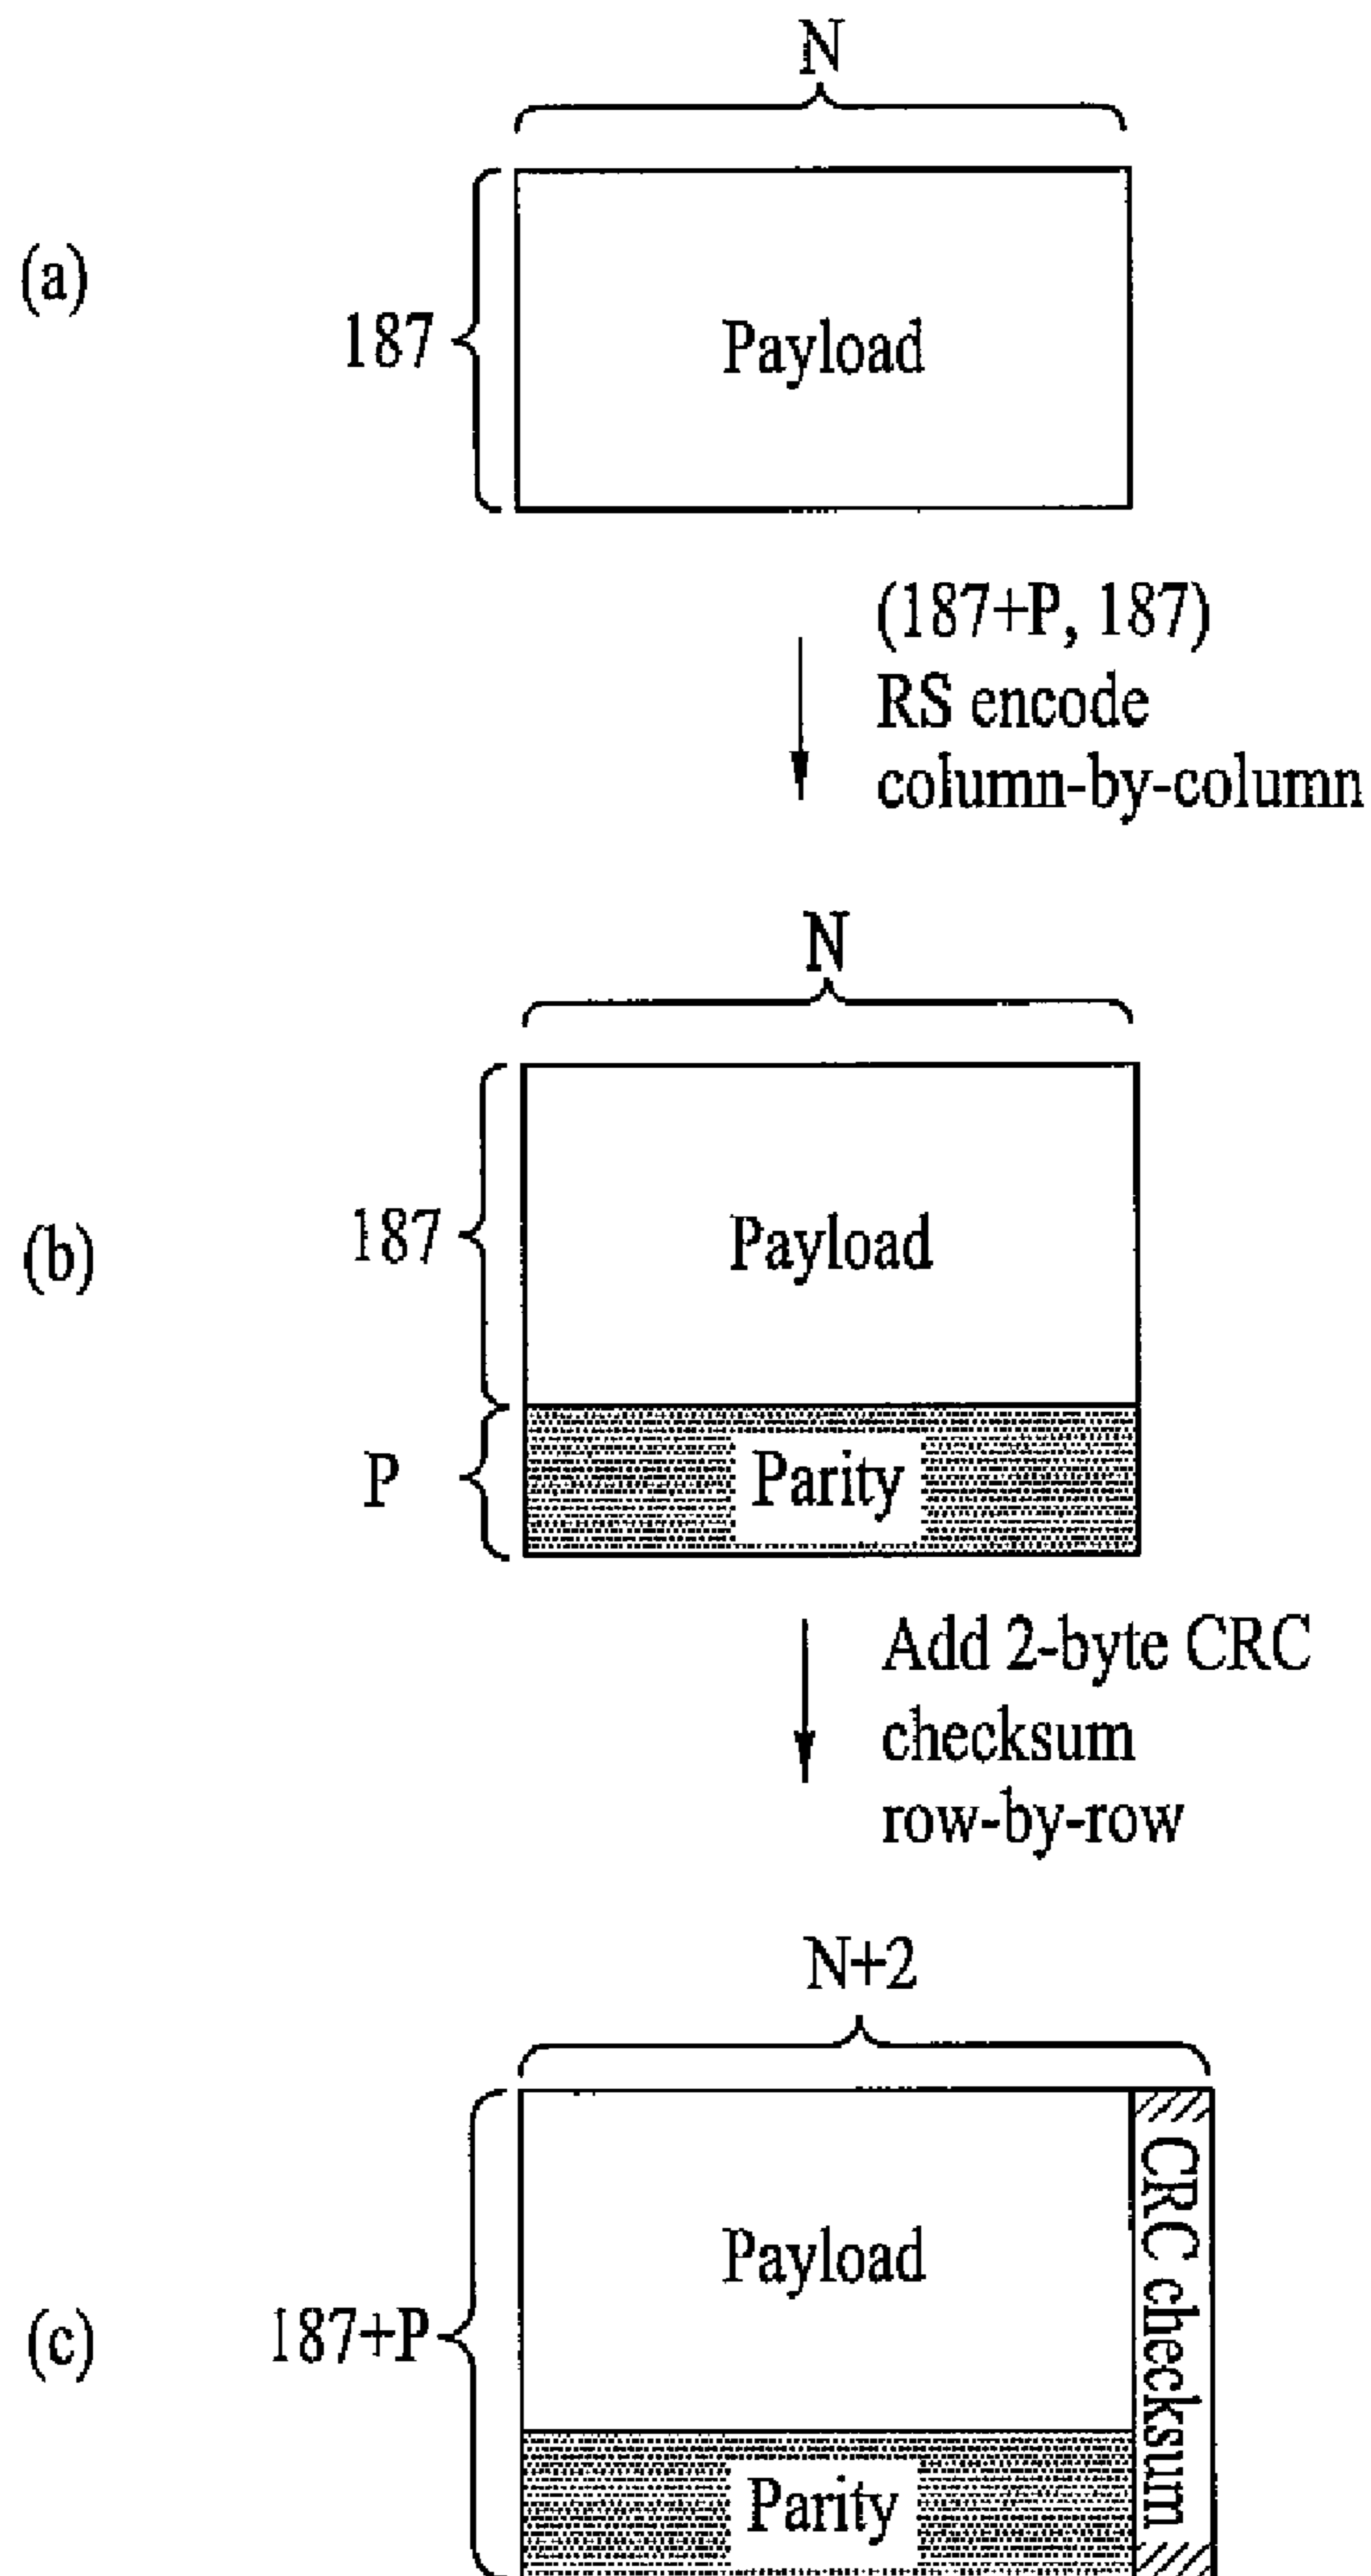 N
(a)
187
Payload
(187+P, 187)
RS encode
column-by-column
N
(b)
187
Payload
P
Parity
Add 2-byte CRC
checksum
row-by-row
N+2
(c)
187+P
Payload
CRC checksum
Parity